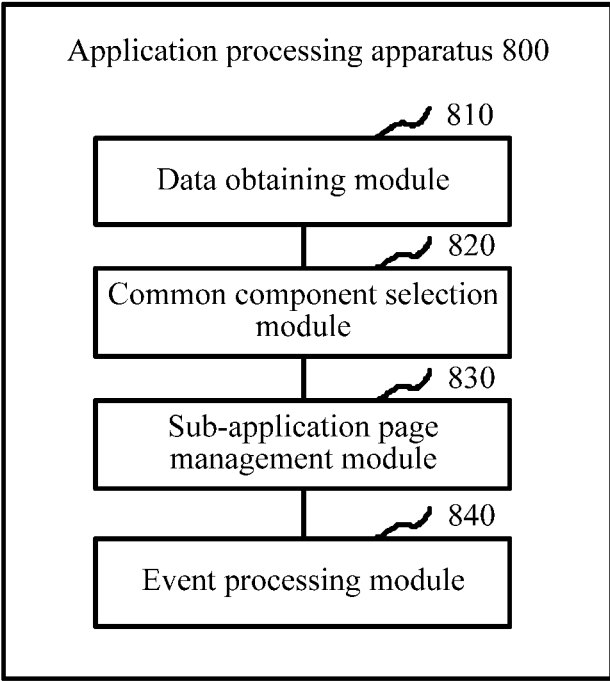 Application processing apparatus 800
810
Data obtaining module
820
Common component selection
module
830
Sub-application page
management module
840
Event processing module